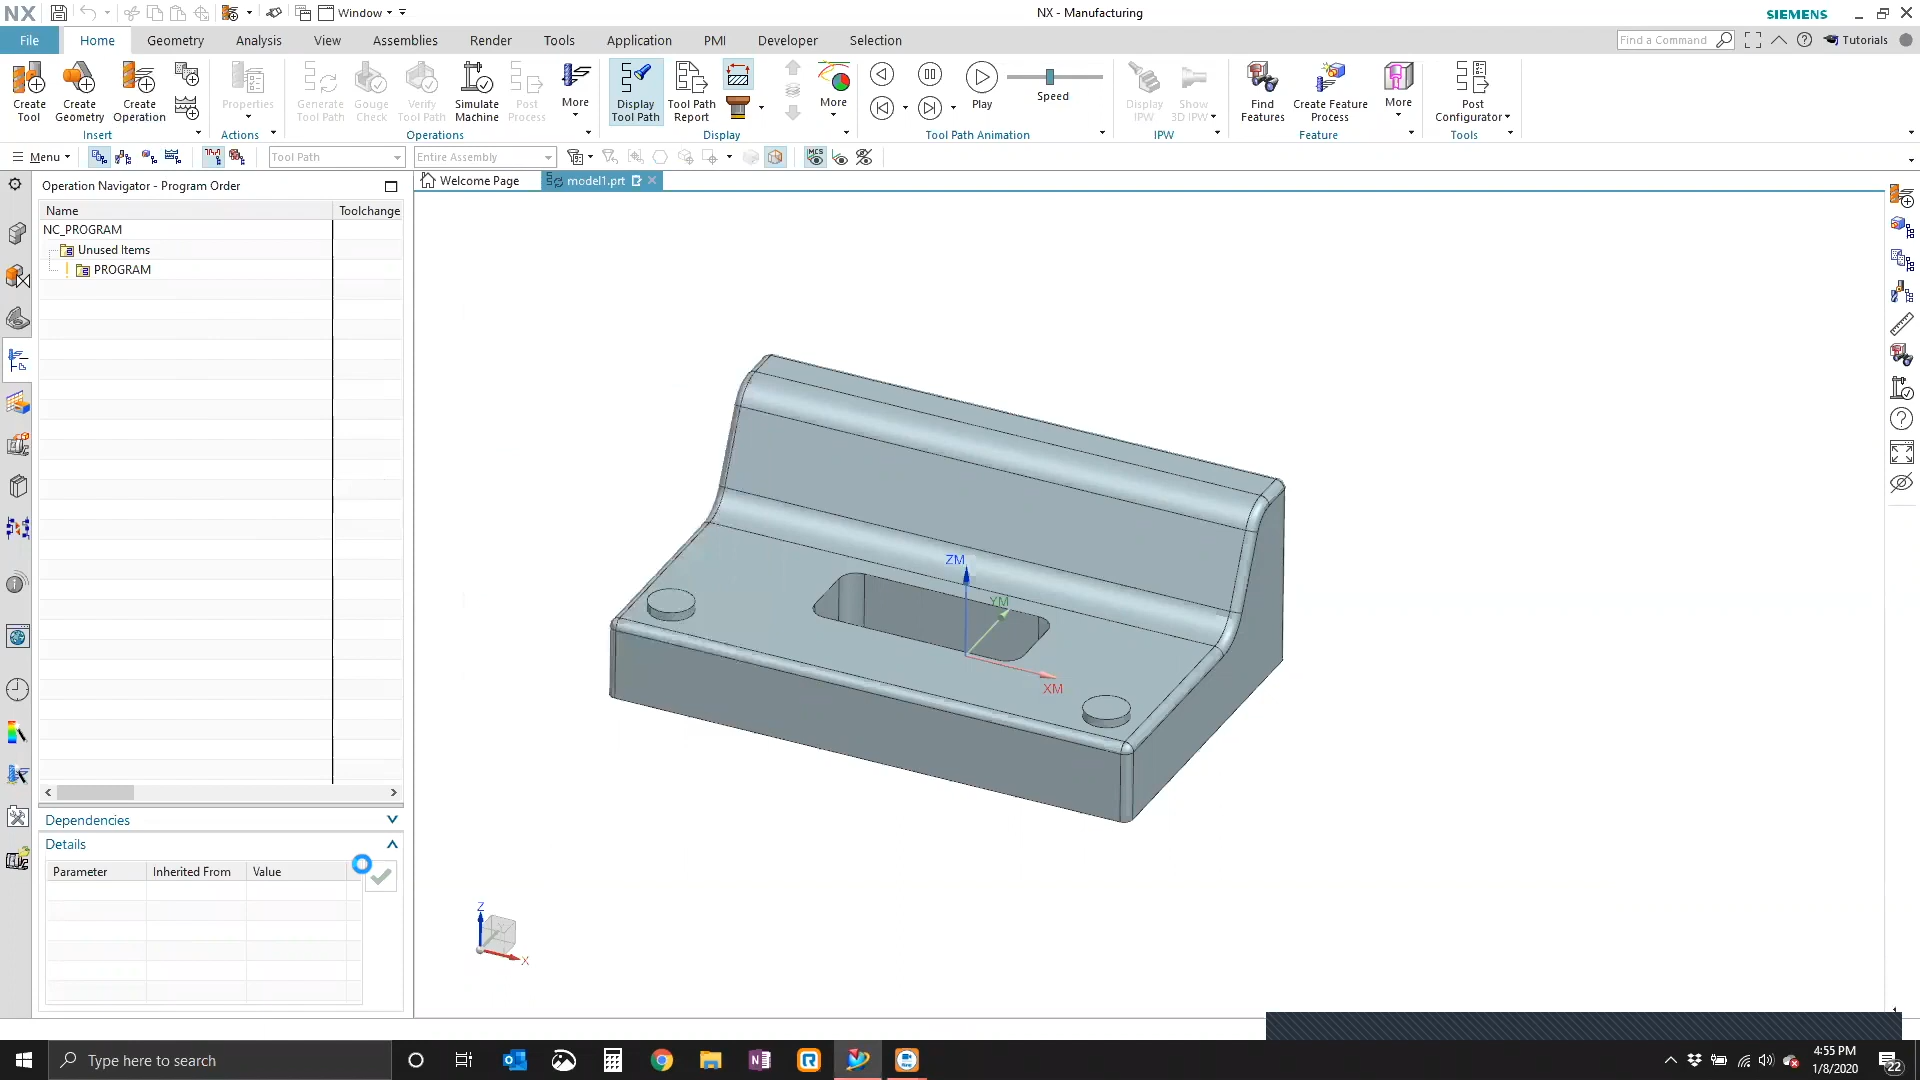 NX
Window
NX - Manufacturing
SIEMENS
File
Home
Geometry
Analysis
View
Assemblies
Render
Tools
Application
PMI
Developer
Selection
Find a Command
Tutorials
Create Tool
Create Geometry
Create Operation
Properties
Generate Tool Path
Gouge Check
Verify Tool Path
Simulate Machine
Post Process
More
Display Tool Path
Tool Path Report
More
Play
Speed
Display IPW
Show 3D IPW
Find Features
Create Feature Process
More
Post Configurator
Insert
Actions
Operations
Display
Tool Path Animation
IPW
Feature
Tools
Menu
Tool Path
Entire Assembly
MCS
Operation Navigator - Program Order
Welcome Page
model1.prt
Name
Toolchange
NC_PROGRAM
Unused Items
PROGRAM
ZM
YM
XM
Dependencies
Details
Parameter
Inherited From
Value
Z
Y
X
Type here to search
4:55 PM
1/8/2020
22